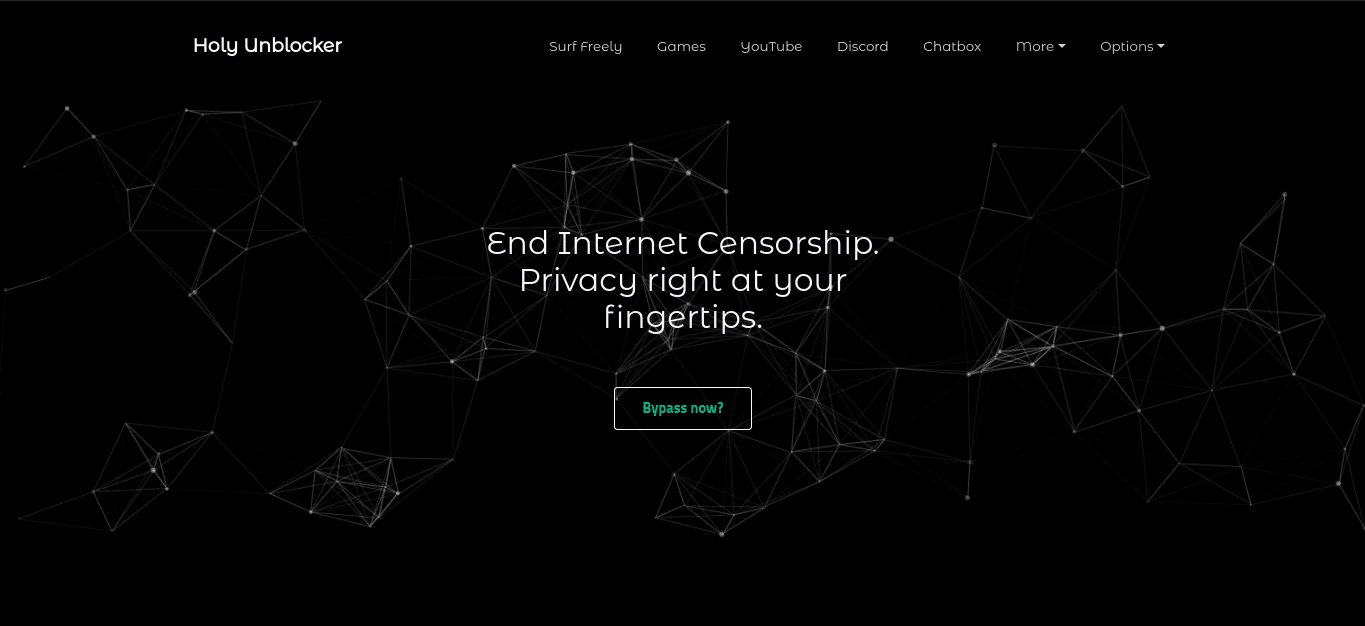 Holy Unblocker
Surf Freely Games YouTube Discord Chatbox More Options
End Internet Censorship.
Privacy right at your
fingertips.
Bypass now?